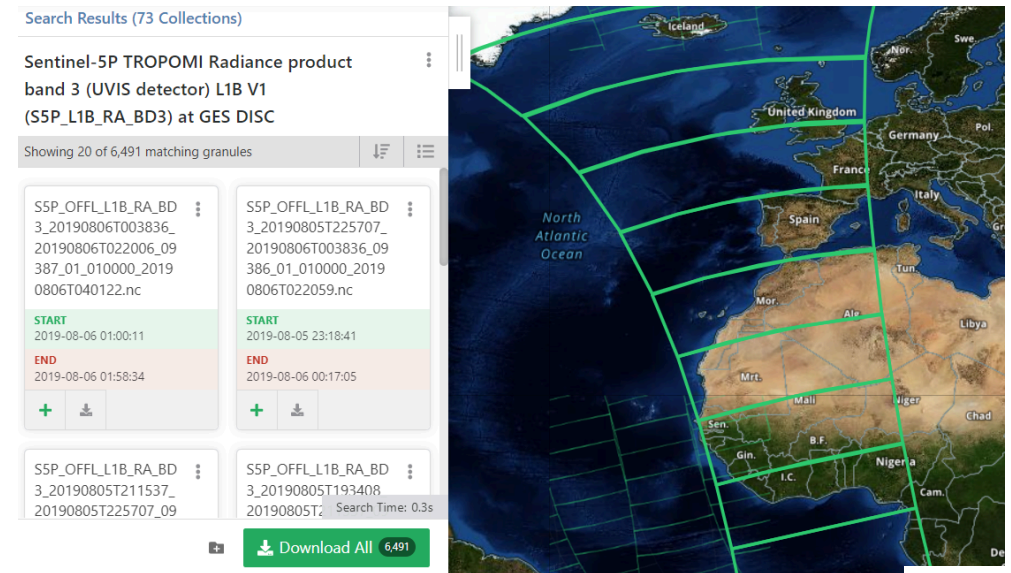 Search Results (73 Collections)
Sentinel-5P TROPOMI Radiance product
band 3 (UVIS detector) L1B V1
(S5P_L1B_RA_BD3) at GES DISC
Showing 20 of 6,491 matching granules
S5P_OFFL_L1B_RA_BD
3_20190806T003836_
20190806T022006_09
387_01_010000_2019
0806T040122.nc
START
2019-08-06 01:00:11
END
2019-08-06 01:58:34
S5P_OFFL_L1B_RA_BD
3_20190805T225707_
20190806T003836_09
386_01_010000_2019
0806T022059.nc
START
2019-08-05 23:18:41
END
2019-08-06 00:17:05
S5P_OFFL_L1B_RA_BD
3_20190805T211537_
20190805T225707_09
S5P_OFFL_L1B_RA_BD
3_20190805T193408
20190805T2
Search Time: 0.3s
Download All 6,491
Iceland
Swe.
Nor.
United Kingdom
Germany
Pol.
France
Italy
Spain
Gr
North
Atlantic
Ocean
Tun.
Mor.
Ale.
Libya
Mrt.
Mali
Niger
Chad
Sen.
B.F.
Gin.
Nigeria
I.C.
Cam.
De